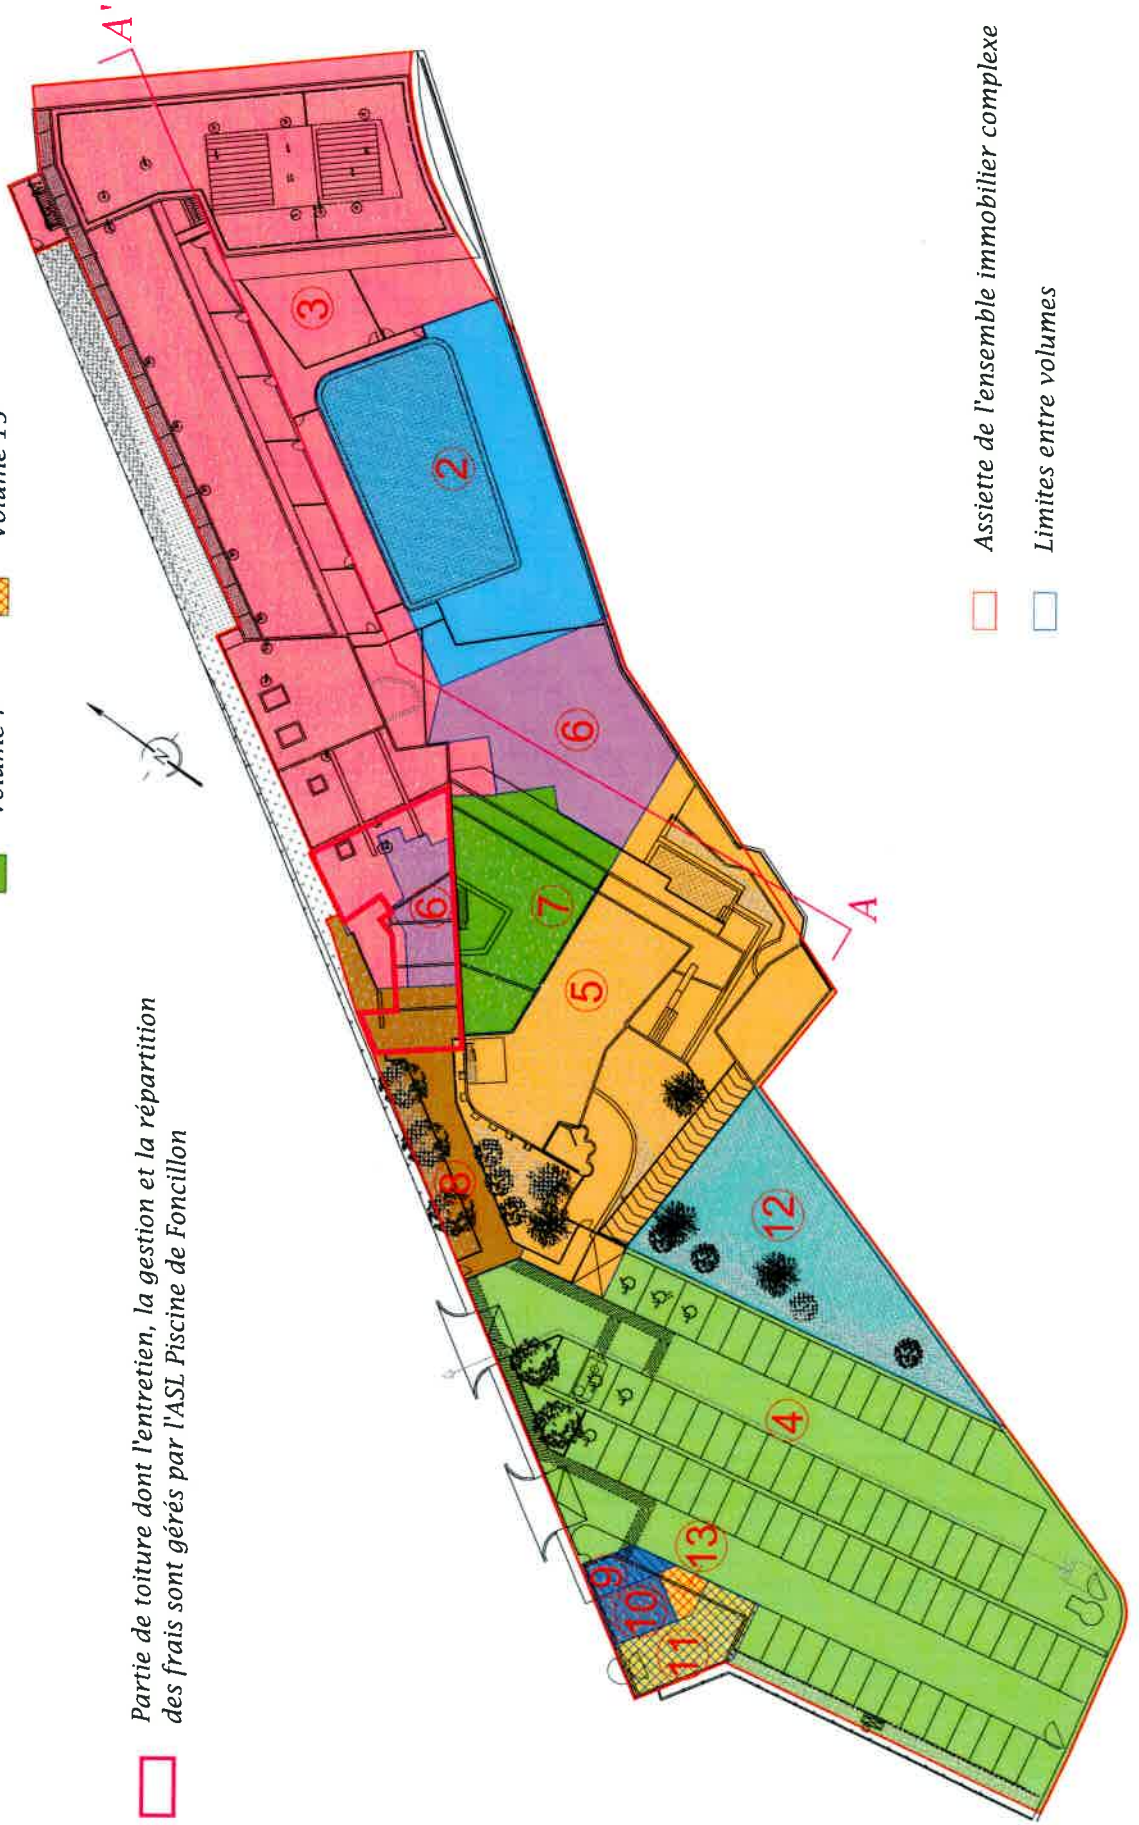 Volume 7
Volume 13
Partie de toiture dont l'entretien, la gestion et la répartition
des frais sont gérés par l'ASL Piscine de Foncillon
A'
3
2
6
6
7
5
8
A
N
12
4
9
10
13
11
Assiette de l'ensemble immobilier complexe
Limites entre volumes